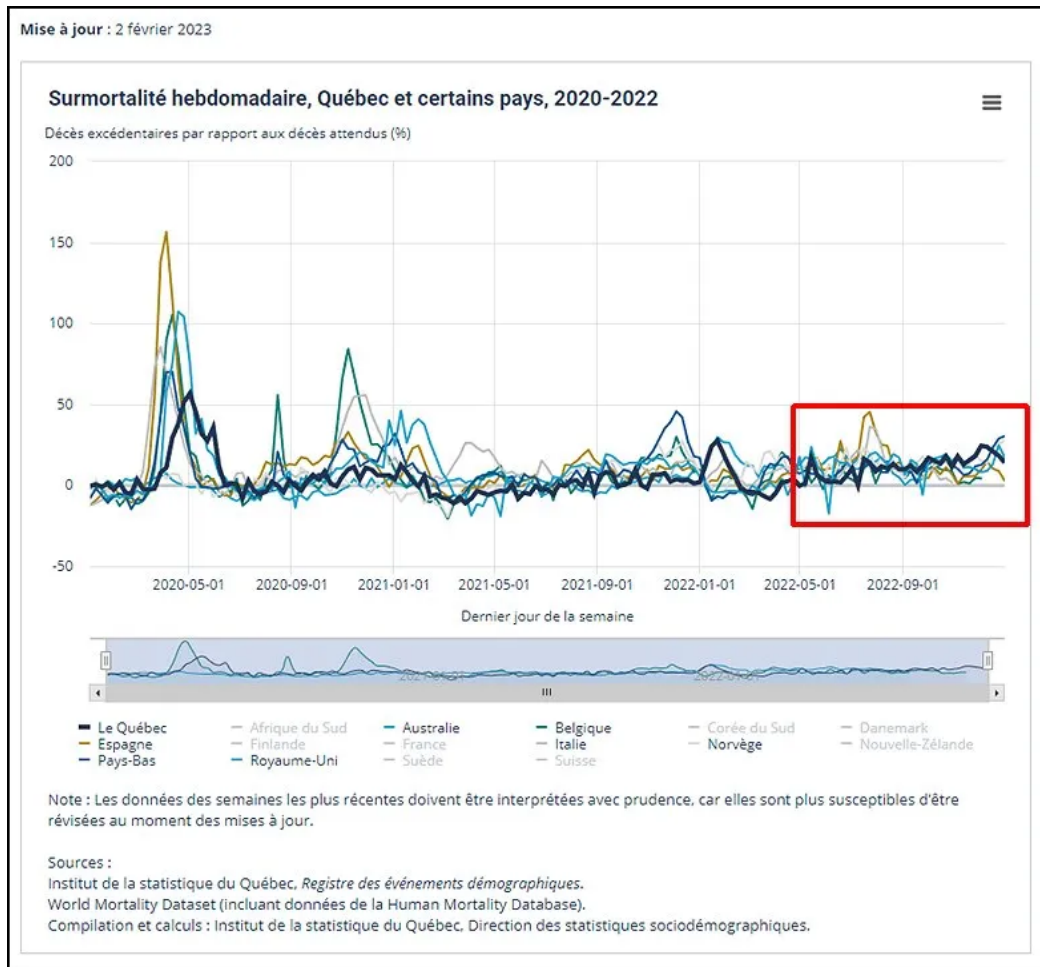 Mise à jour : 2 février 2023
Surmortalité hebdomadaire, Québec et certains pays, 2020-2022
Décès excédentaires par rapport aux décès attendus (%)
200
150
100
50
0
-50
2020-05-01 2020-09-01 2021-01-01 2021-05-01 2021-09-01 2022-01-01 2022-05-01 2022-09-01
Dernier jour de la semaine
Le Québec Afrique du Sud Australie Belgique Corée du Sud Danemark
Espagne Finlande France Italie Norvège Nouvelle-Zélande
Pays-Bas Royaume-Uni Suède Suisse
Note : Les données des semaines les plus récentes doivent être interprétées avec prudence, car elles sont plus susceptibles d'être
révisées au moment des mises à jour.
Sources :
Institut de la statistique du Québec, Registre des événements démographiques.
World Mortality Dataset (incluant données de la Human Mortality Database).
Compilation et calculs : Institut de la statistique du Québec, Direction des statistiques sociodémographiques.